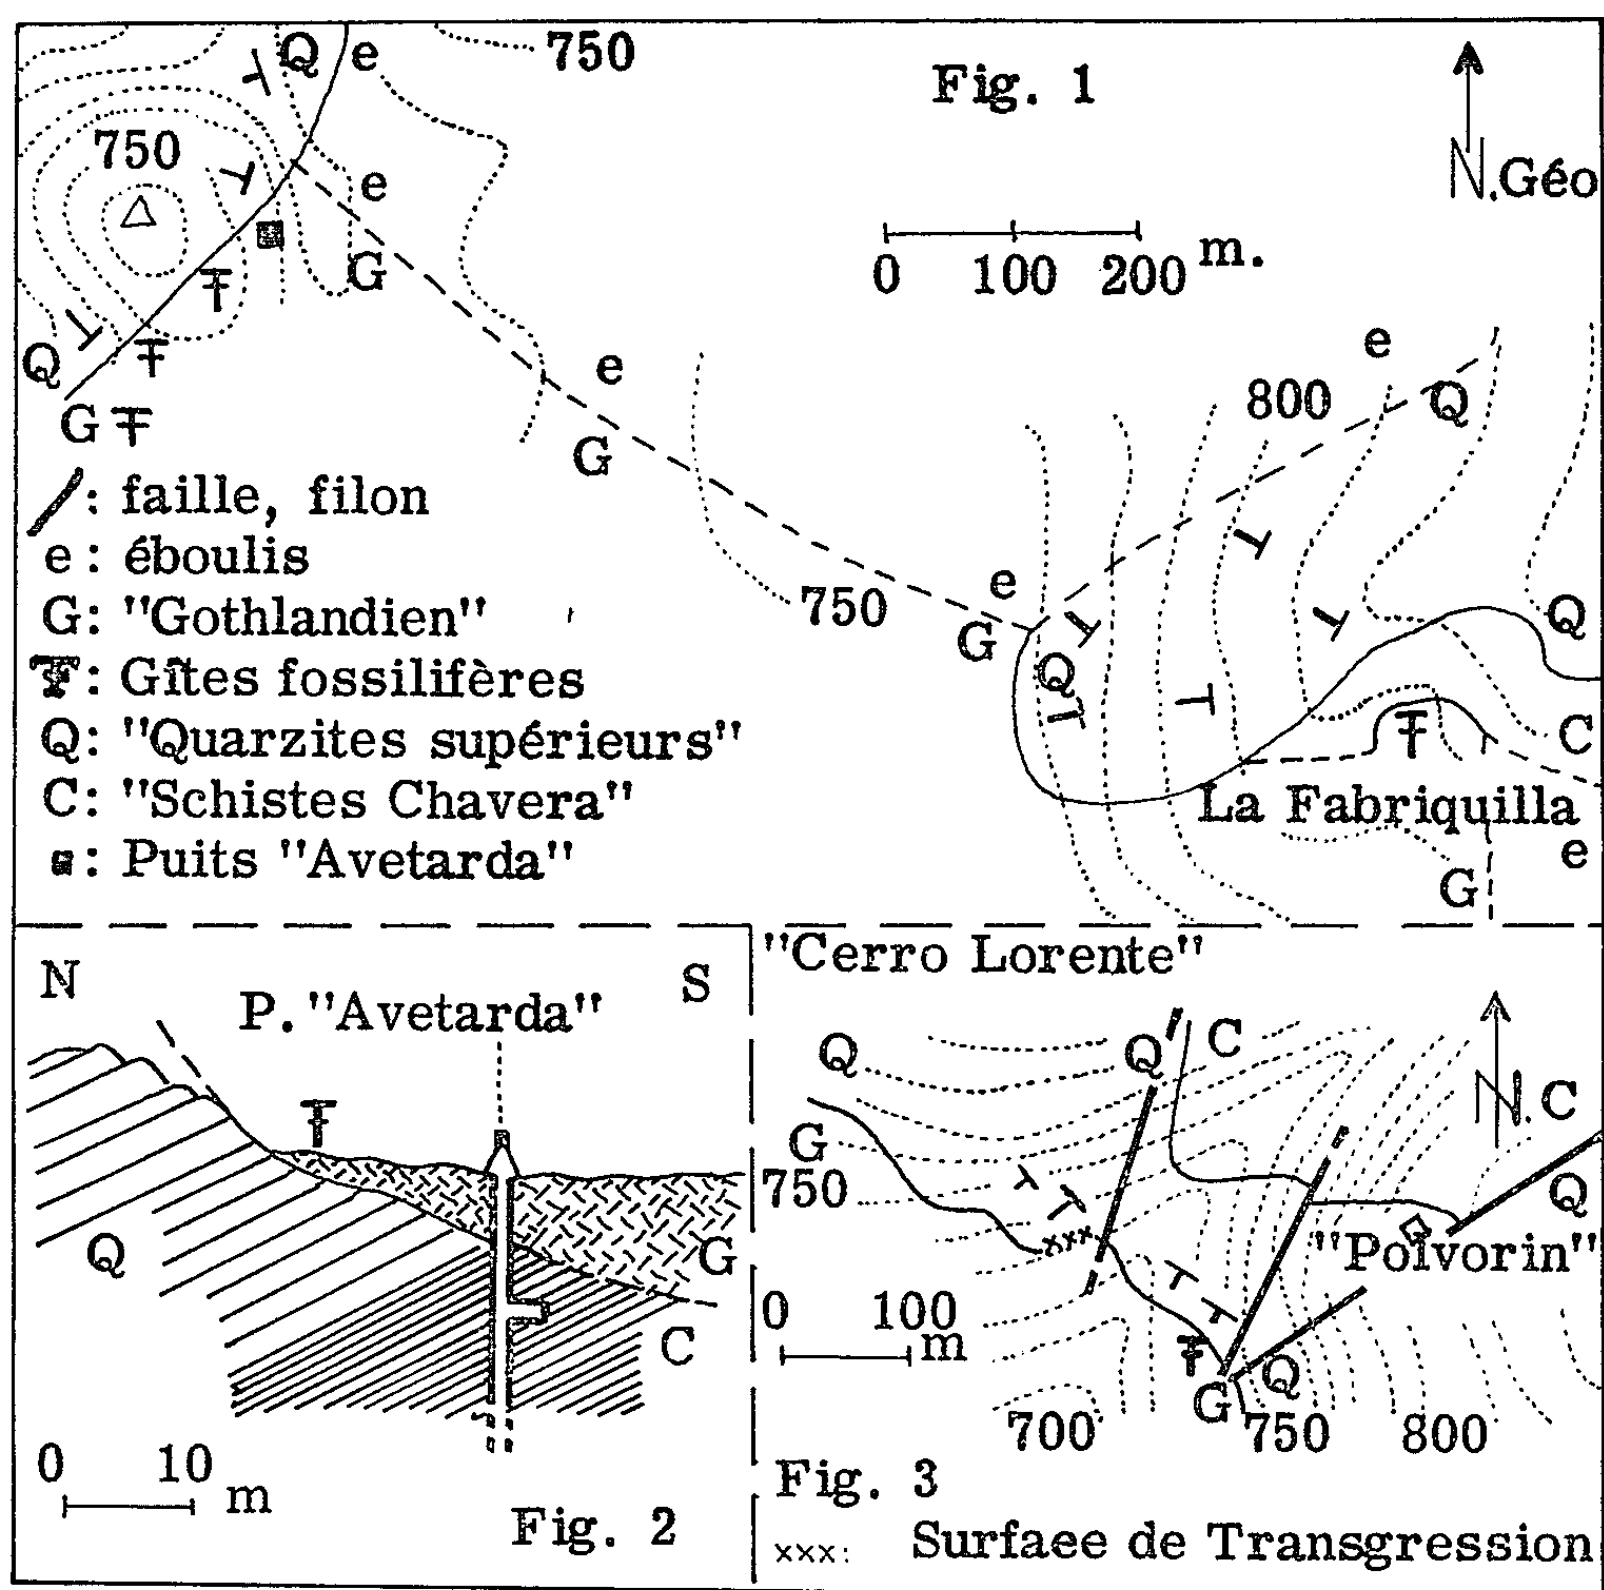 Q e 750
Fig. 1
750
N.Géo
e
G
0 100 200 m.
Q
G
e
G
e
Q
800
e
G
750
Q
Q
C
La Fabriquilla
e
G
: faille, filon
e : éboulis
G: "Gothlandien"
: Gîtes fossilifères
Q: "Quarzites supérieurs"
C: "Schistes Chavera"
: Puits "Avetarda"
N S
P. "Avetarda"
Q
G
C
0 10 m
Fig. 2
"Cerro Lorente"
Q Q C
N. C
G
750
Q
"Polvorin"
0 100 m
G Q
700 750 800
Fig. 3
xxx: Surfaee de Transgression